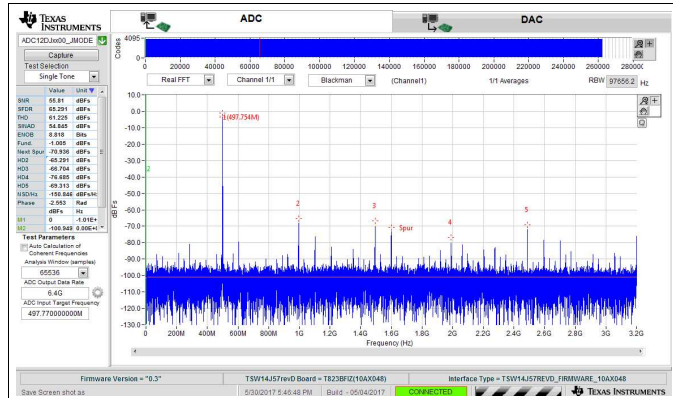 TEXAS INSTRUMENTS
ADC
DAC
ADC12DJxx00_JMODE
Capture
Test Selection
Single Tone
Value Unit
SNR 55.81 dBFs
SFDR 65.291 dBFs
THD 61.225 dBFs
SINAD 54.845 dBFs
ENOB 8.818 Bits
Fund. -1.005 dBFs
Next Spur -70.936 dBFs
HD2 -65.291 dBFs
HD3 -66.704 dBFs
HD4 -76.685 dBFs
HD5 -69.313 dBFs
NSD/Hz -150.846 dBFs/Hz
Phase -2.553 Rad
dBFs Hz
M1 0 -1.01E+
M2 -100.949 0.00E+(
Test Parameters
Auto Calculation of
Coherent Frequencies
Analysis Window (samples)
65536
ADC Output Data Rate
6.4G
ADC Input Target Frequency
497.770000000M
Codes
4095
0
0 20000 40000 60000 80000 100000 120000 140000 160000 180000 200000 220000 240000 260000 280000
Real FFT Channel 1/1 Blackman (Channel1) 1/1 Averages RBW 97656.2 Hz
dBFs
10.0
0.0
-10.0
-20.0
-30.0
-40.0
-50.0
-60.0
-70.0
-80.0
-90.0
-100.0
-110.0
-120.0
-130.0
1(497.754M)
2
2
3
Spur
4
5
0 200M 400M 600M 800M 1G 1.2G 1.4G 1.6G 1.8G 2G 2.2G 2.4G 2.6G 2.8G 3G 3.2G
Frequency (Hz)
Firmware Version = "0.3" TSW14J57revD Board = T823BFIZ(10AX048) Interface Type = TSW14J57REVD_FIRMWARE_10AX048
Save Screen shot as 5/30/2017 5:46:46 PM Build - 05/04/2017 CONNECTED TEXAS INSTRUMENTS